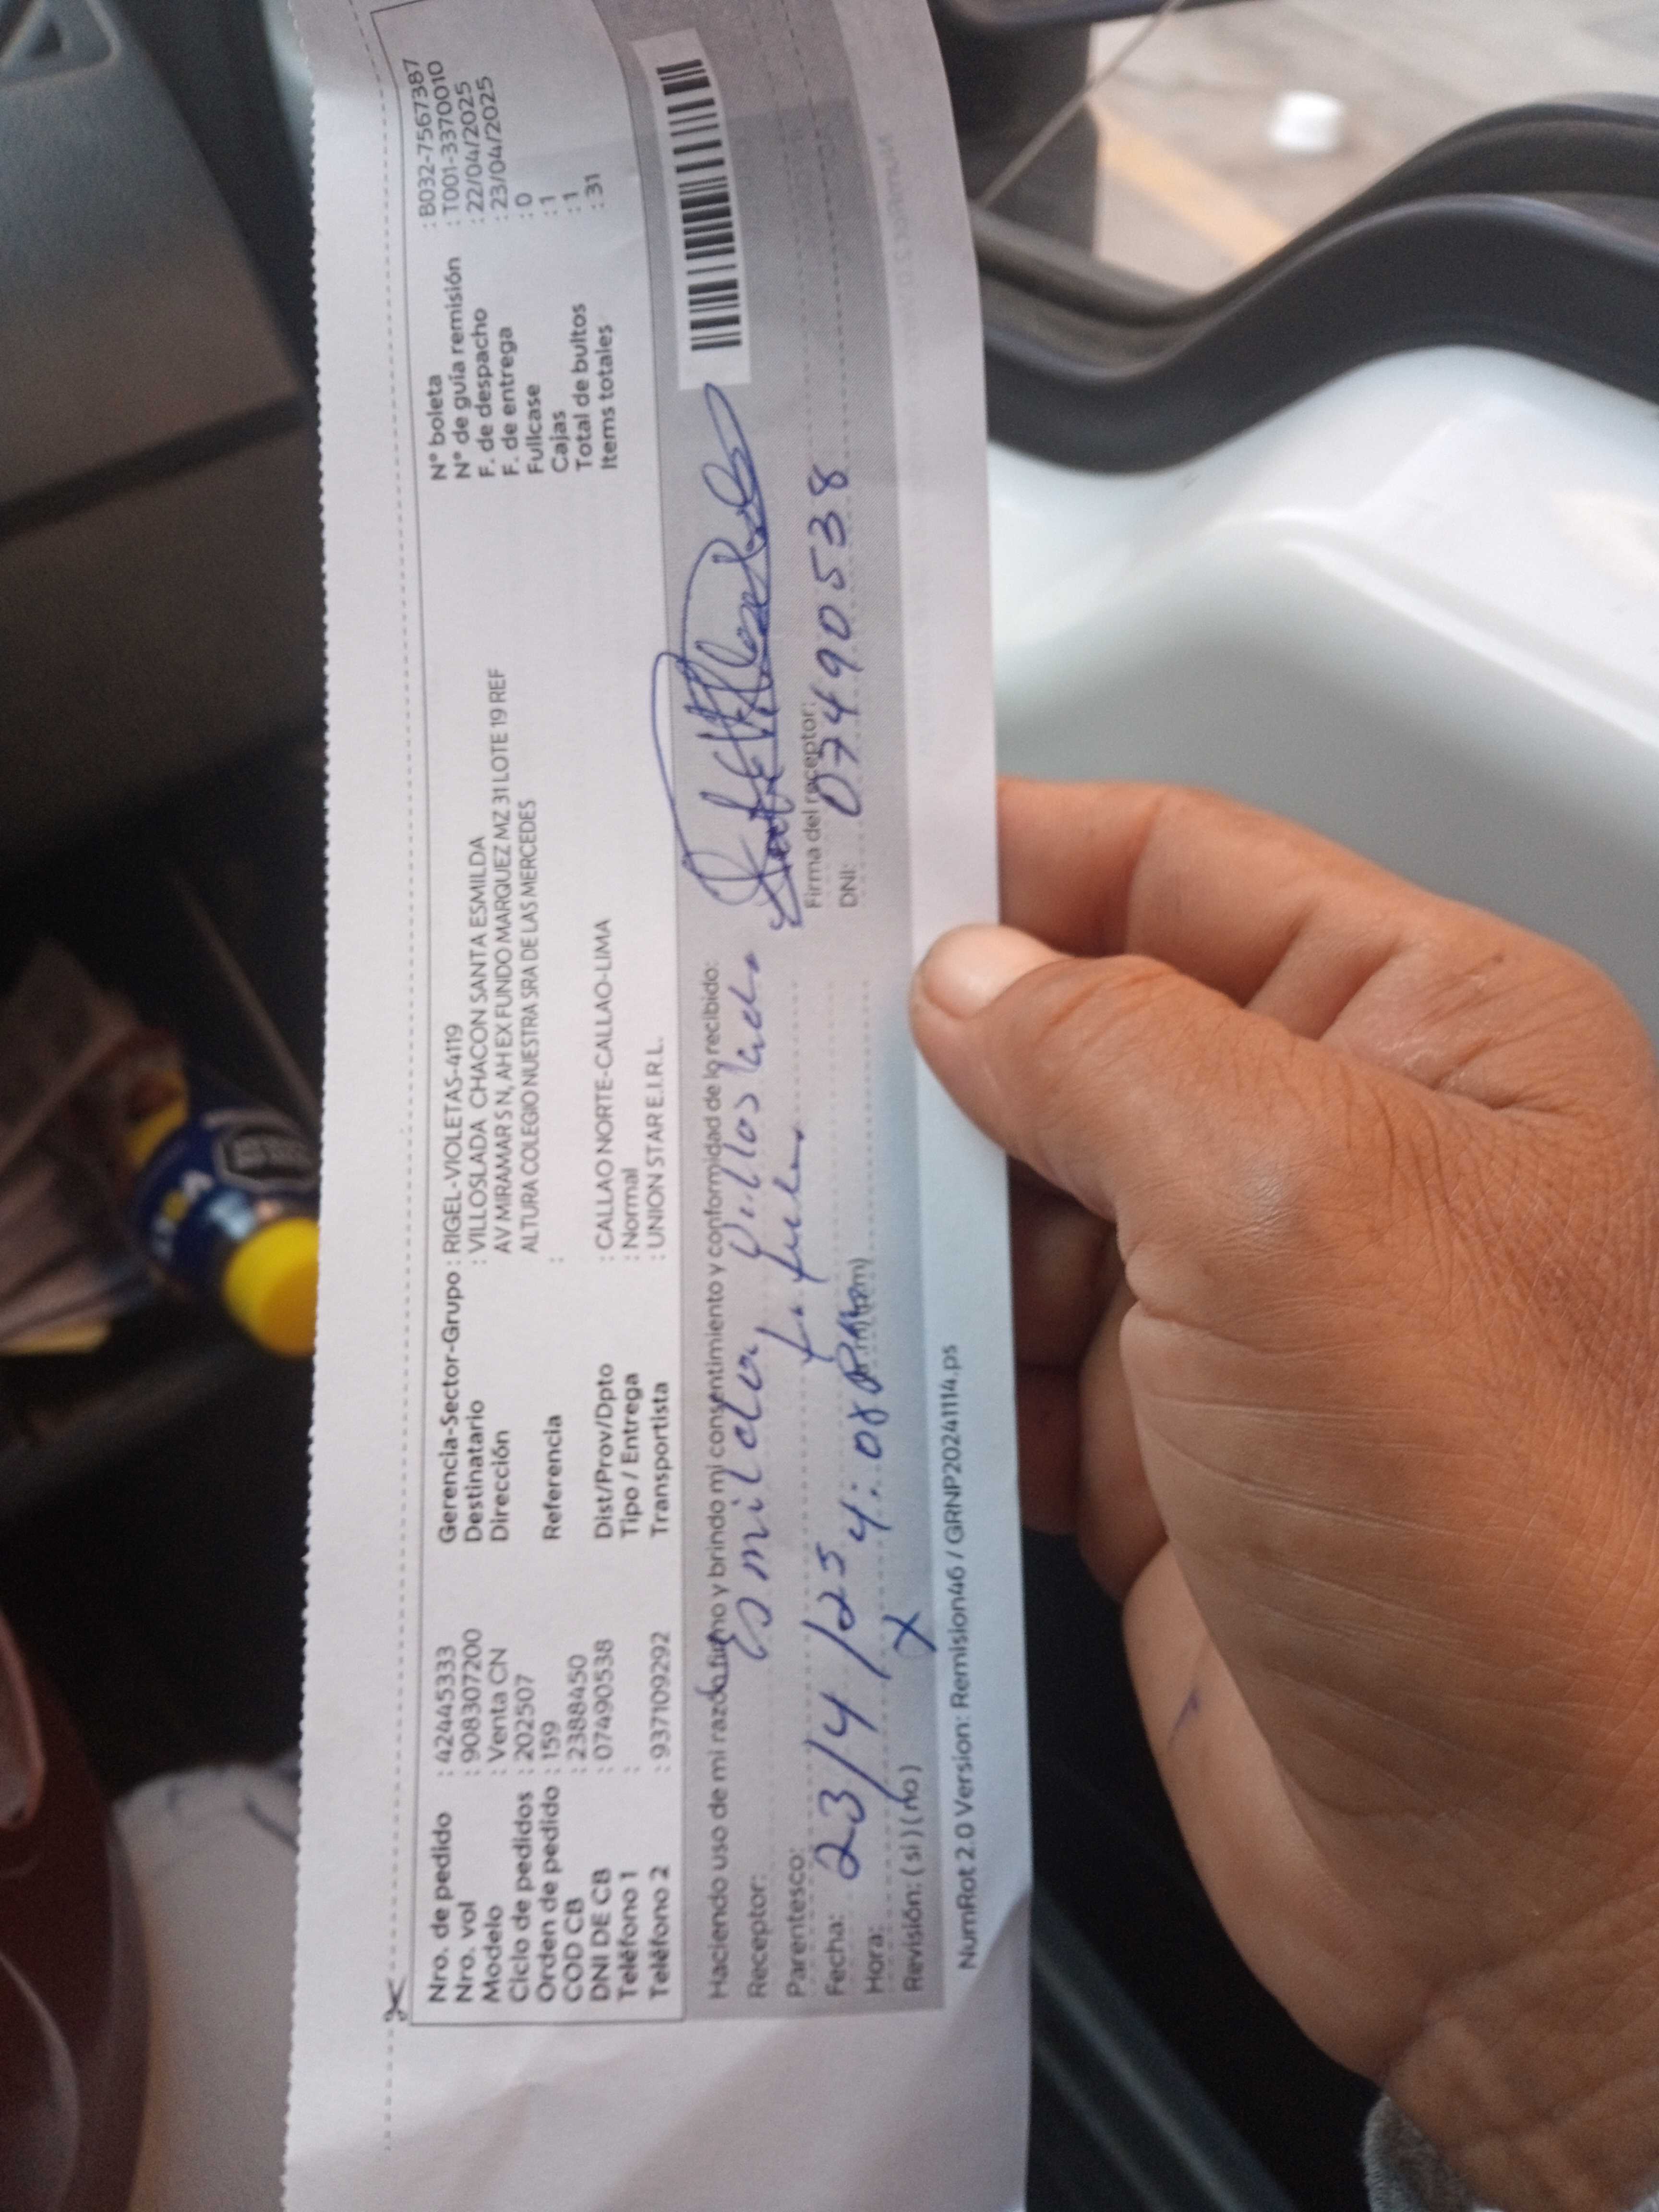 Nro. de pedido : 42445333
Nro. vol : 908307200
Modelo : Venta CN
Ciclo de pedidos : 202507
Orden de pedido : 159
COD CB : 2388450
DNI DE CB : 07490538
Teléfono 1 :
Teléfono 2 : 937109292
Gerencia-Sector-Grupo : RIGEL-VIOLETAS-4119
Destinatario : VILLOSLADA CHACON SANTA ESMILDA
Dirección AV MIRAMAR S N, AH EX FUNDO MARQUEZ MZ 31 LOTE 19 REF
ALTURA COLEGIO NUESTRA SRA DE LAS MERCEDES
Referencia :
Dist/Prov/Dpto : CALLAO NORTE-CALLAO-LIMA
Tipo / Entrega : Normal
Transportista : UNION STAR E.I.R.L.
N° boleta : B032-7567387
N° de guía remisión : T001-3370010
F. de despacho : 22/04/2025
F. de entrega : 23/04/2025
Fullcase : 0
Cajas : 1
Total de bultos : 1
Items totales : 31
Haciendo uso de mi razón firmo y brindo mi consentimiento y conformidad de lo recibido:
Receptor: Esmilda Villoslada
Parentesco:
Fecha: 23/4/25
Hora: 4:08 PM
Revisión: (si) (no) X
Firma del receptor:
DNI: 07490538
NumRot 2.0 Version: Remision46 / GRNP20241114.ps